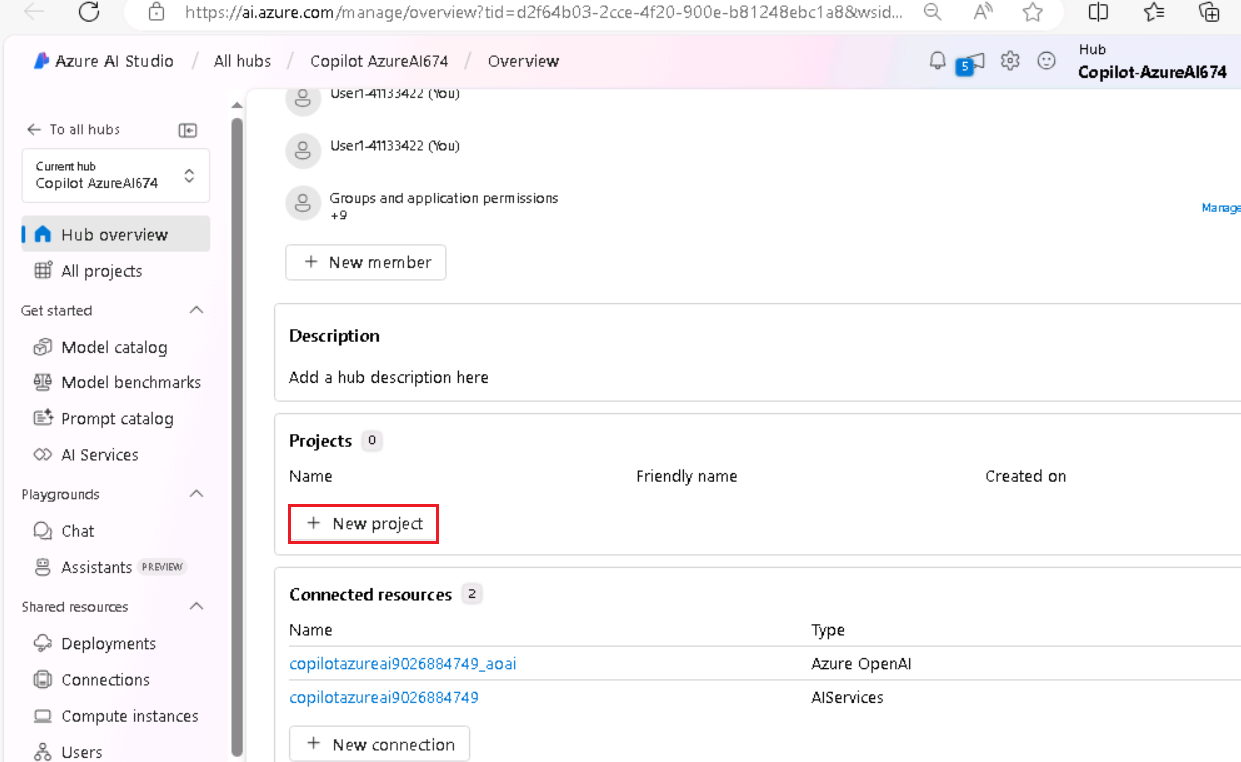 https://ai.azure.com/manage/overview?tid=d2f64b03-2cce-4f20-900e-b81248ebc1a8&wsid...
Azure AI Studio / All hubs / Copilot AzureAI674 / Overview
5
Hub
Copilot-AzureAI674
To all hubs
Current hub
Copilot AzureAI674
Hub overview
All projects
Get started
Model catalog
Model benchmarks
Prompt catalog
AI Services
Playgrounds
Chat
Assistants PREVIEW
Shared resources
Deployments
Connections
Compute instances
Users
User1-41133422 (You)
User1-41133422 (You)
Groups and application permissions
+9
Manage
+ New member
Description
Add a hub description here
Projects 0
Name Friendly name Created on
+ New project
Connected resources 2
Name Type
copilotazureai9026884749_aoai Azure OpenAI
copilotazureai9026884749 AIServices
+ New connection